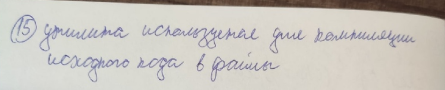 15 утилита используемая для компиляции
исходного кода в файлы